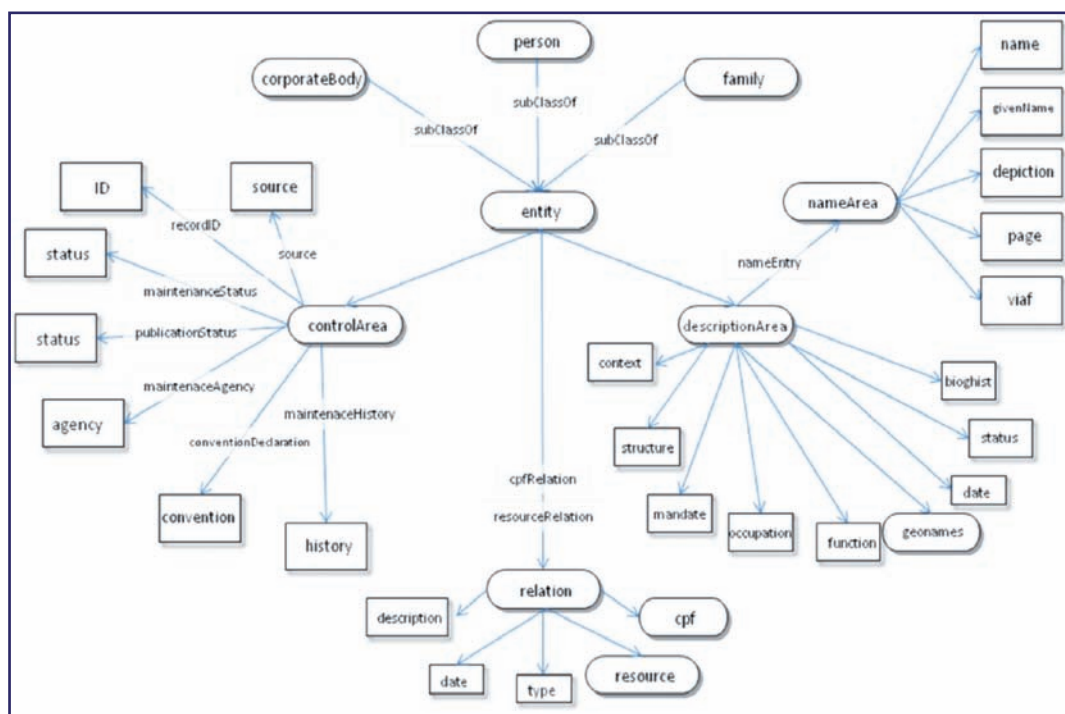 person
corporateBody
family
subClassOf
subClassOf
subClassOf
name
givenName
depiction
page
viaf
nameArea
nameEntry
entity
ID
source
recordID
source
status
maintenanceStatus
status
publicationStatus
controlArea
maintenaceAgency
agency
maintenaceHistory
conventionDeclaration
convention
history
descriptionArea
context
bioghist
structure
status
mandate
occupation
function
geonames
date
cpfRelation
resourceRelation
relation
description
cpf
date
type
resource